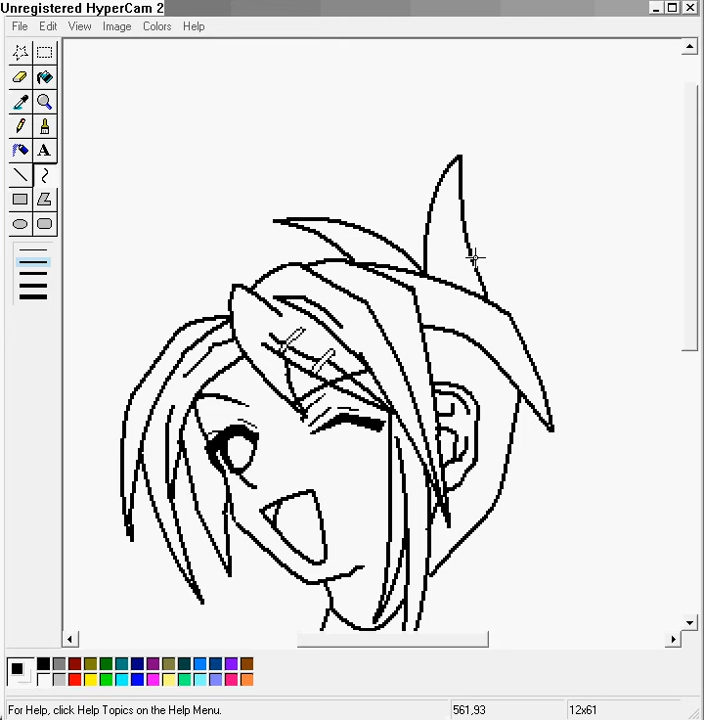 Unregistered HyperCam 2
File Edit View Image Colors Help
A
For Help, click Help Topics on the Help Menu. 561,93 12x61